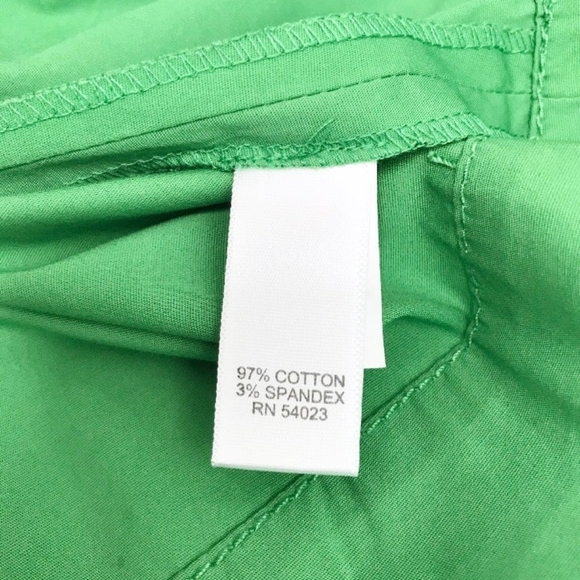 97% COTTON
3% SPANDEX
RN 54023